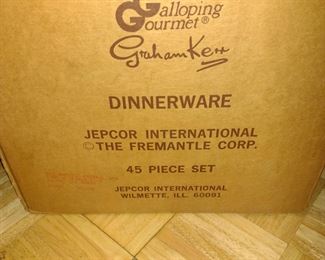 Galloping
Gourmet®
Graham Kerr
DINNERWARE
JEPCOR INTERNATIONAL
©THE FREMANTLE CORP.
45 PIECE SET
JEPCOR INTERNATIONAL
WILMETTE, ILL. 60091